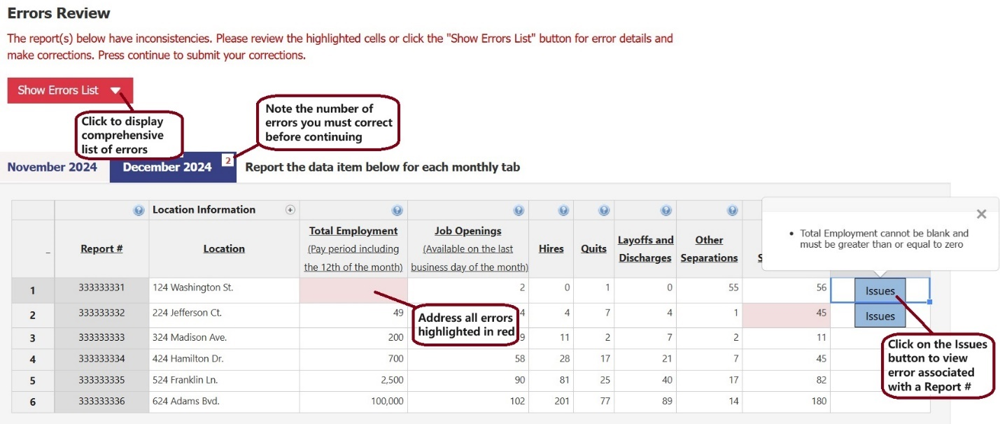 Errors Review
The report(s) below have inconsistencies. Please review the highlighted cells or click the "Show Errors List" button for error details and
make corrections. Press continue to submit your corrections.
Show Errors List
Click to display
comprehensive
list of errors
Note the number of
errors you must correct
before continuing
November 2024 December 2024 2 Report the data item below for each monthly tab
Location Information +
Report # Location
Total Employment
(Pay period including
the 12th of the month)
Job Openings
(Available on the last
business day of the month)
Hires Quits
Layoffs and
Discharges
Other
Separations
S
• Total Employment cannot be blank and
must be greater than or equal to zero
1 333333331 124 Washington St. 2 0 1 0 55 56 Issues
2 333333332 224 Jefferson Ct. 49 4 4 7 4 1 45 Issues
3 333333333 324 Madison Ave. 200 9 11 2 7 2 11
4 333333334 424 Hamilton Dr. 700 58 28 17 21 7 45
5 333333335 524 Franklin Ln. 2,500 90 81 25 40 17 82
6 333333336 624 Adams Bvd. 100,000 102 201 77 89 14 180
Address all errors
highlighted in red
Click on the Issues
button to view
error associated
with a Report #